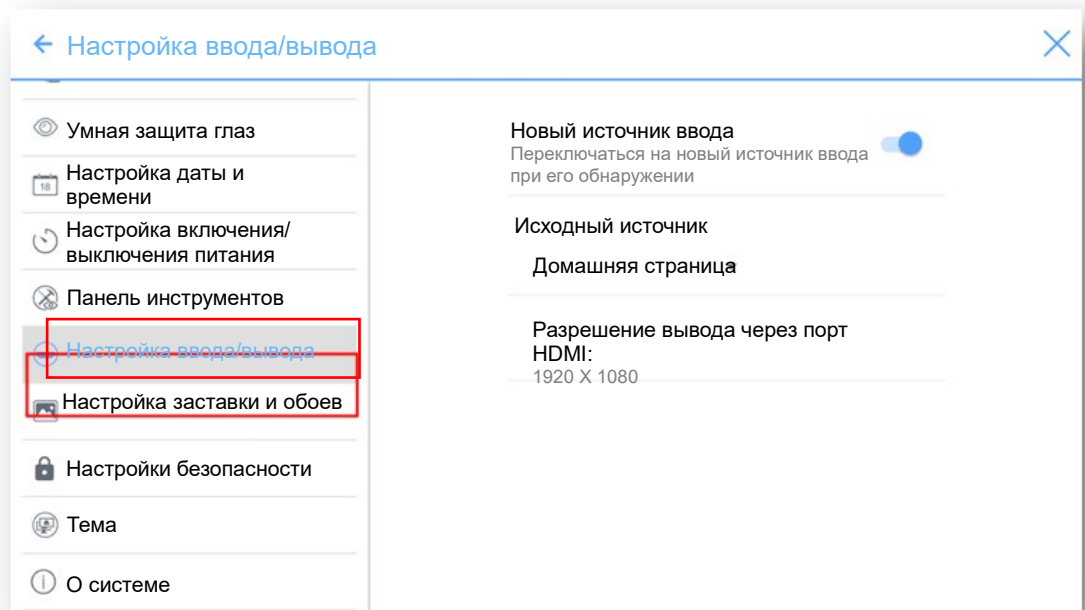 Настройка ввода/вывода
Умная защита глаз
18
Настройка даты и
времени
Настройка включения/
выключения питания
Панель инструментов
Настройка ввода/вывода
Настройка заставки и обоев
Настройки безопасности
Тема
О системе
Новый источник ввода
Переключаться на новый источник ввода
при его обнаружении
Исходный источник
Домашняя страница
Разрешение вывода через порт
HDMI:
1920 X 1080